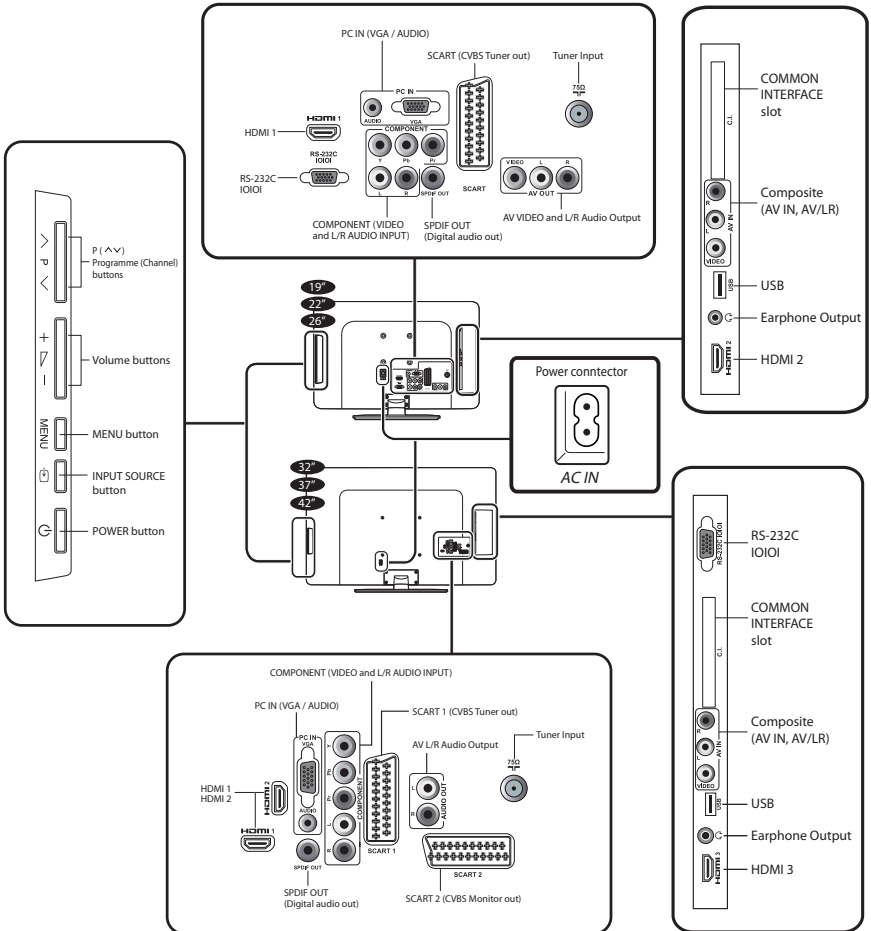 PC IN (VGA / AUDIO)
SCART (CVBS Tuner out)
Tuner Input
75Ω
PC IN
AUDIO
VGA
HDMI 1
HDMI 1
COMPONENT
Y
Pb
Pr
RS-232C
IOIOI
RS-232C
IOIOI
L
R
SPDIF OUT
SCART
VIDEO
L
R
AV OUT
COMPONENT (VIDEO
and L/R AUDIO INPUT)
SPDIF OUT
(Digital audio out)
AV VIDEO and L/R Audio Output
C.I.
COMMON
INTERFACE
slot
R
L
AV IN
VIDEO
Composite
(AV IN, AV/LR)
USB
USB
Earphone Output
HDMI 2
HDMI 2
P
P ( ∧∨)
Programme (Channel)
buttons
+
−
Volume buttons
MENU
MENU button
INPUT SOURCE
button
POWER button
19”
22”
26”
Power conntector
AC IN
32”
37”
42”
RS-232C IOIOI
RS-232C
IOIOI
C.I.
COMMON
INTERFACE
slot
R
L
AV IN
VIDEO
Composite
(AV IN, AV/LR)
USB
USB
Earphone Output
HDMI 3
HDMI 3
COMPONENT (VIDEO and L/R AUDIO INPUT)
PC IN (VGA / AUDIO)
SCART 1 (CVBS Tuner out)
AV L/R Audio Output
Tuner Input
75Ω
PC IN
VGA
AUDIO
Y
Pb
Pr
L
R
COMPONENT
HDMI 1
HDMI 2
HDMI 2
HDMI 1
SPDIF OUT
SCART 1
L
R
AUDIO OUT
SCART 2
SPDIF OUT
(Digital audio out)
SCART 2 (CVBS Monitor out)